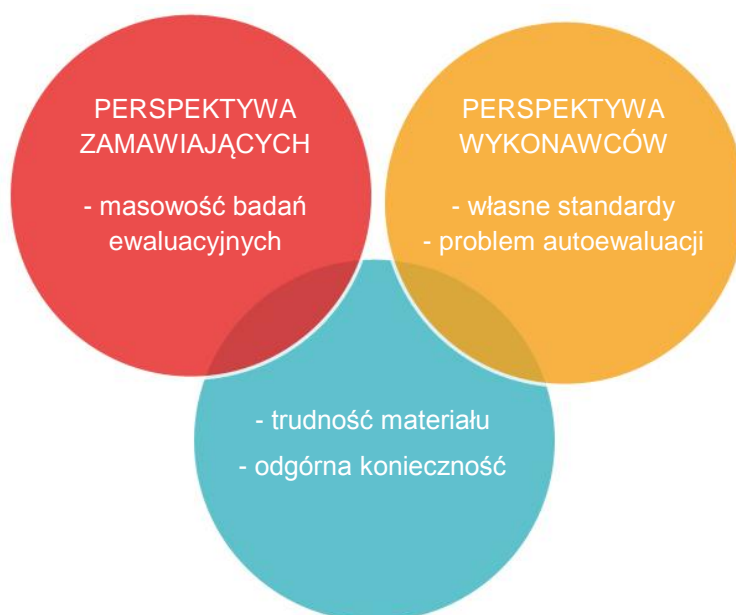 PERSPEKTYWA
ZAMAWIAJĄCYCH
- masowość badań
ewaluacyjnych
PERSPEKTYWA
WYKONAWCÓW
- własne standardy
- problem autoewaluacji
- trudność materiału
- odgórna konieczność